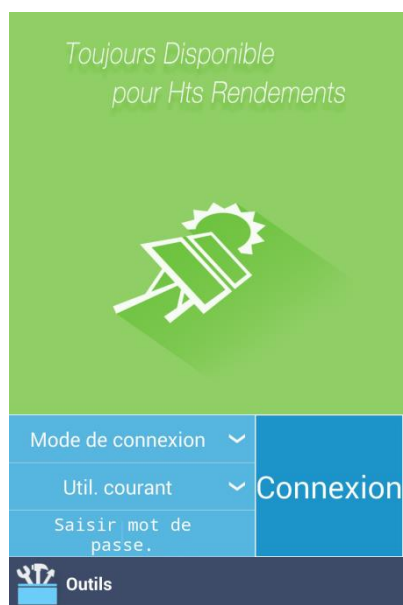 Toujours Disponible
pour Hts Rendements
Mode de connexion
Util. courant
Connexion
Saisir mot de
passe.
Outils